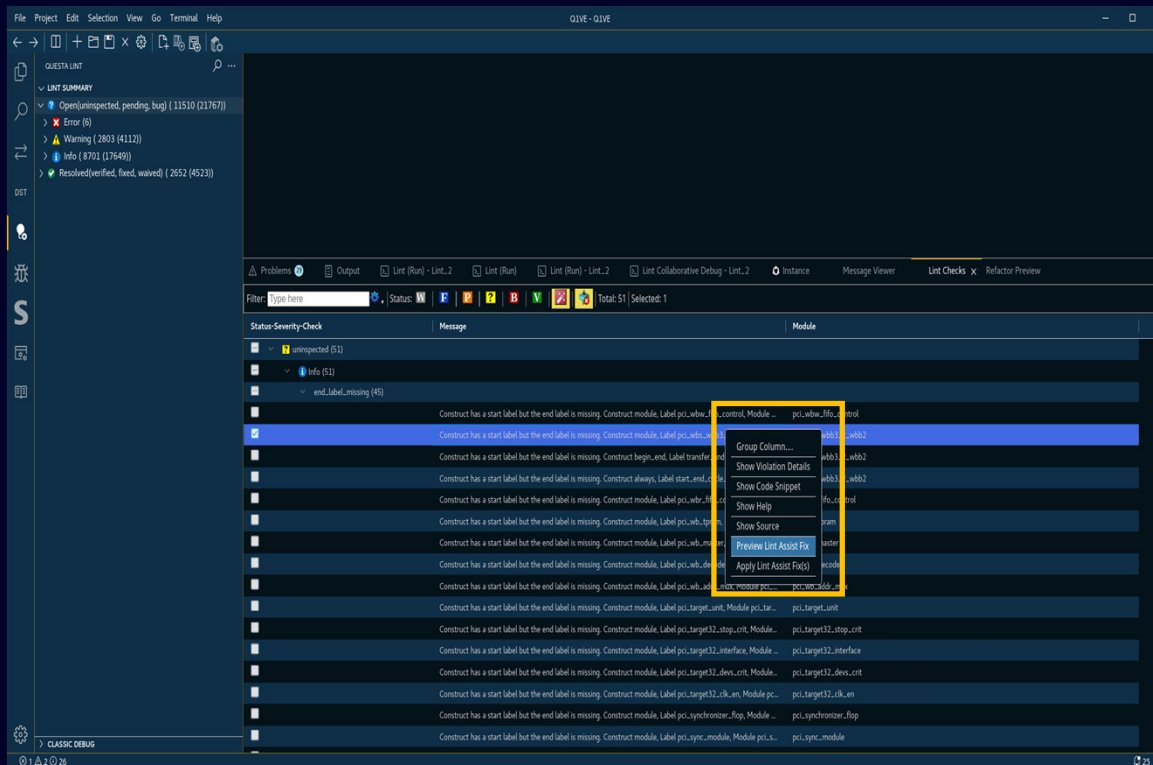 File Project Edit Selection View Go Terminal Help
Q1VE - Q1VE
QUESTA LINT
LINT SUMMARY
Open(uninspected, pending, bug) ( 11510 (21767))
Error (6)
Warning ( 2803 (4112))
Info ( 8701 (17649))
Resolved(verified, fixed, waived) ( 2652 (4523))
DST
S
Problems 29 Output Lint (Run) - Lint_2 Lint (Run) Lint (Run) - Lint_2 Lint Collaborative Debug - Lint_2 Instance Message Viewer Lint Checks Refactor Preview
Filter: Type here Status: W F P ? B V Total: 51 Selected: 1
Status-Severity-Check Message Module
? uninspected (51)
Info (51)
end_label_missing (45)
Construct has a start label but the end label is missing. Construct module, Label pci_wbw_fifo_control, Module ... pci_wbw_fifo_control
Construct has a start label but the end label is missing. Construct module, Label pci_wbs_wbb3 wbb3 wbb2
Construct has a start label but the end label is missing. Construct begin_end, Label transfer wbb3 wbb2
Construct has a start label but the end label is missing. Construct always, Label start_end_cycle
Construct has a start label but the end label is missing. Construct module, Label pci_wbr_fif ifo_control
Construct has a start label but the end label is missing. Construct module, Label pci_wb_tpram, ram
Construct has a start label but the end label is missing. Construct module, Label pci_wb_master, aster
Construct has a start label but the end label is missing. Construct module, Label pci_wb_decode ecode
Construct has a start label but the end label is missing. Construct module, Label pci_wb_addr_mux, Module pci_... pci_wb_addr_mux
Construct has a start label but the end label is missing. Construct module, Label pci_target_unit, Module pci_tar... pci_target_unit
Construct has a start label but the end label is missing. Construct module, Label pci_target32_stop_crit, Module... pci_target32_stop_crit
Construct has a start label but the end label is missing. Construct module, Label pci_target32_interface, Module ... pci_target32_interface
Construct has a start label but the end label is missing. Construct module, Label pci_target32_devs_crit, Module... pci_target32_devs_crit
Construct has a start label but the end label is missing. Construct module, Label pci_target32_clk_en, Module pc... pci_target32_clk_en
Construct has a start label but the end label is missing. Construct module, Label pci_synchronizer_flop, Module ... pci_synchronizer_flop
Construct has a start label but the end label is missing. Construct module, Label pci_sync_module, Module pci_s... pci_sync_module
Group Column....
Show Violation Details
Show Code Snippet
Show Help
Show Source
Preview Lint Assist Fix
Apply Lint Assist Fix(s)
CLASSIC DEBUG
1 2 26
25